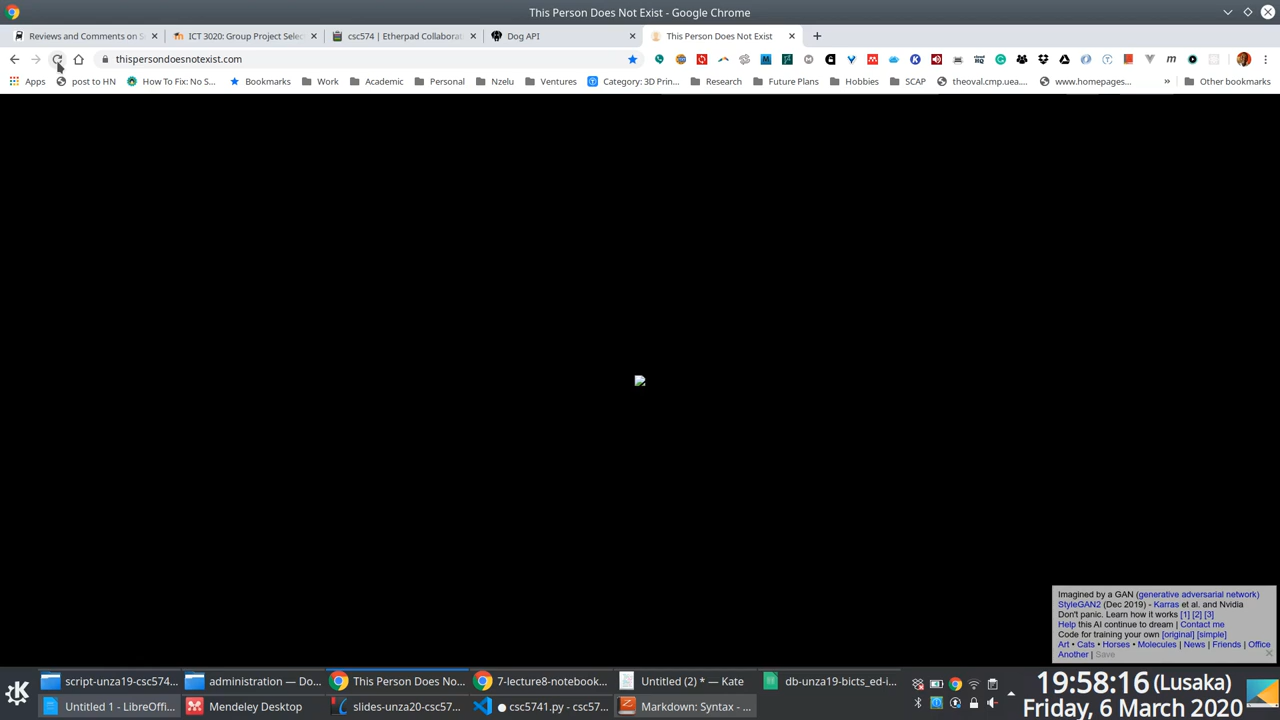 This Person Does Not Exist - Google Chrome
Reviews and Comments on S
ICT 3020: Group Project Selec
csc574 | Etherpad Collaborat
Dog API
This Person Does Not Exist
thispersondoesnotexist.com
Apps
post to HN
How To Fix: No S...
Bookmarks
Work
Academic
Personal
Nzelu
Ventures
Category: 3D Prin...
Research
Future Plans
Hobbies
SCAP
theoval.cmp.uea....
www.homepages...
»
Other bookmarks
Imagined by a GAN (generative adversarial network)
StyleGAN2 (Dec 2019) - Karras et al. and Nvidia
Don't panic. Learn how it works [1] [2] [3]
Help this AI continue to dream | Contact me
Code for training your own [original] [simple]
Art • Cats • Horses • Molecules | News | Friends | Office
Another | Save
script-unza19-csc574...
administration — Do...
This Person Does No...
7-lecture8-notebook...
Untitled (2) * — Kate
db-unza19-bicts_ed-i...
Untitled 1 - LibreOffi...
Mendeley Desktop
slides-unza20-csc57...
● csc5741.py - csc57...
Markdown: Syntax - ...
19:58:16 (Lusaka)
Friday, 6 March 2020